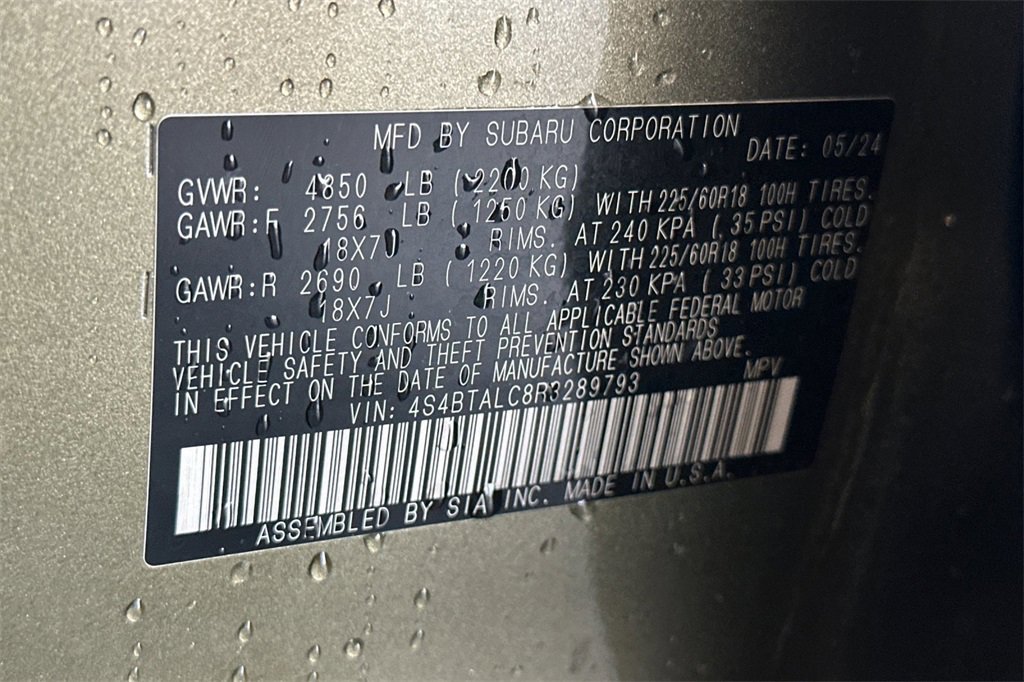 MFD BY SUBARU CORPORATION
DATE: 05/24
GVWR: 4850 LB (2200 KG)
GAWR:F 2756 LB (1250 KG) WITH 225/60R18 100H TIRES.
18X7J RIMS. AT 240 KPA (35 PSI) COLD
GAWR:R 2690 LB (1220 KG) WITH 225/60R18 100H TIRES.
18X7J RIMS. AT 230 KPA (33 PSI) COLD
THIS VEHICLE CONFORMS TO ALL APPLICABLE FEDERAL MOTOR
VEHICLE SAFETY AND THEFT PREVENTION STANDARDS
IN EFFECT ON THE DATE OF MANUFACTURE SHOWN ABOVE.
VIN: 4S4BTALC8R3289793 MPV
ASSEMBLED BY SIA INC. MADE IN U.S.A.